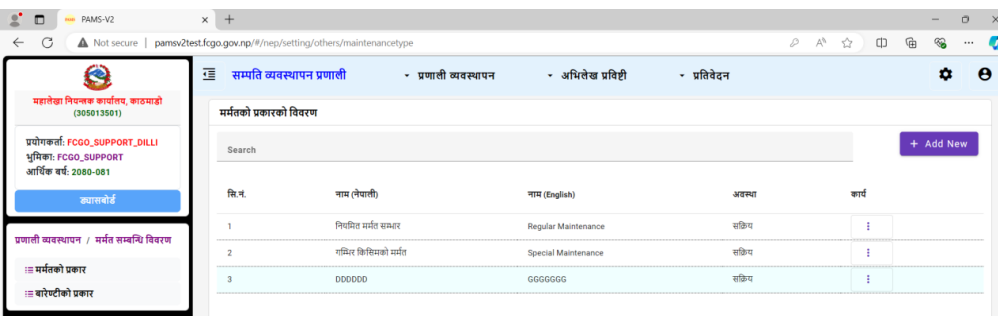 PAMS-V2
Not secure | pamsv2test.fcgo.gov.np/#/nep/setting/others/maintenancetype
महालेखा नियन्त्रक कार्यालय, काठमाडौ
(305013501)
प्रयोगकर्ता: FCGO_SUPPORT_DILLI
भुमिका: FCGO_SUPPORT
आर्थिक बर्ष: 2080-081
ड्यासबोर्ड
प्रणाली व्यवस्थापन / मर्मत सम्बन्धि विवरण
मर्मतको प्रकार
बारेण्टीको प्रकार
सम्पति व्यवस्थापन प्रणाली प्रणाली व्यवस्थापन अभिलेख प्रविष्टी प्रतिवेदन
मर्मतको प्रकारको विवरण
Search
+ Add New
सि.नं. नाम (नेपाली) नाम (English) अवस्था कार्य
1 नियमित मर्मत सम्भार Regular Maintenance सक्रिय
2 गम्भिर किसिमको मर्मत Special Maintenance सक्रिय
3 DDDDDD GGGGGGG सक्रिय